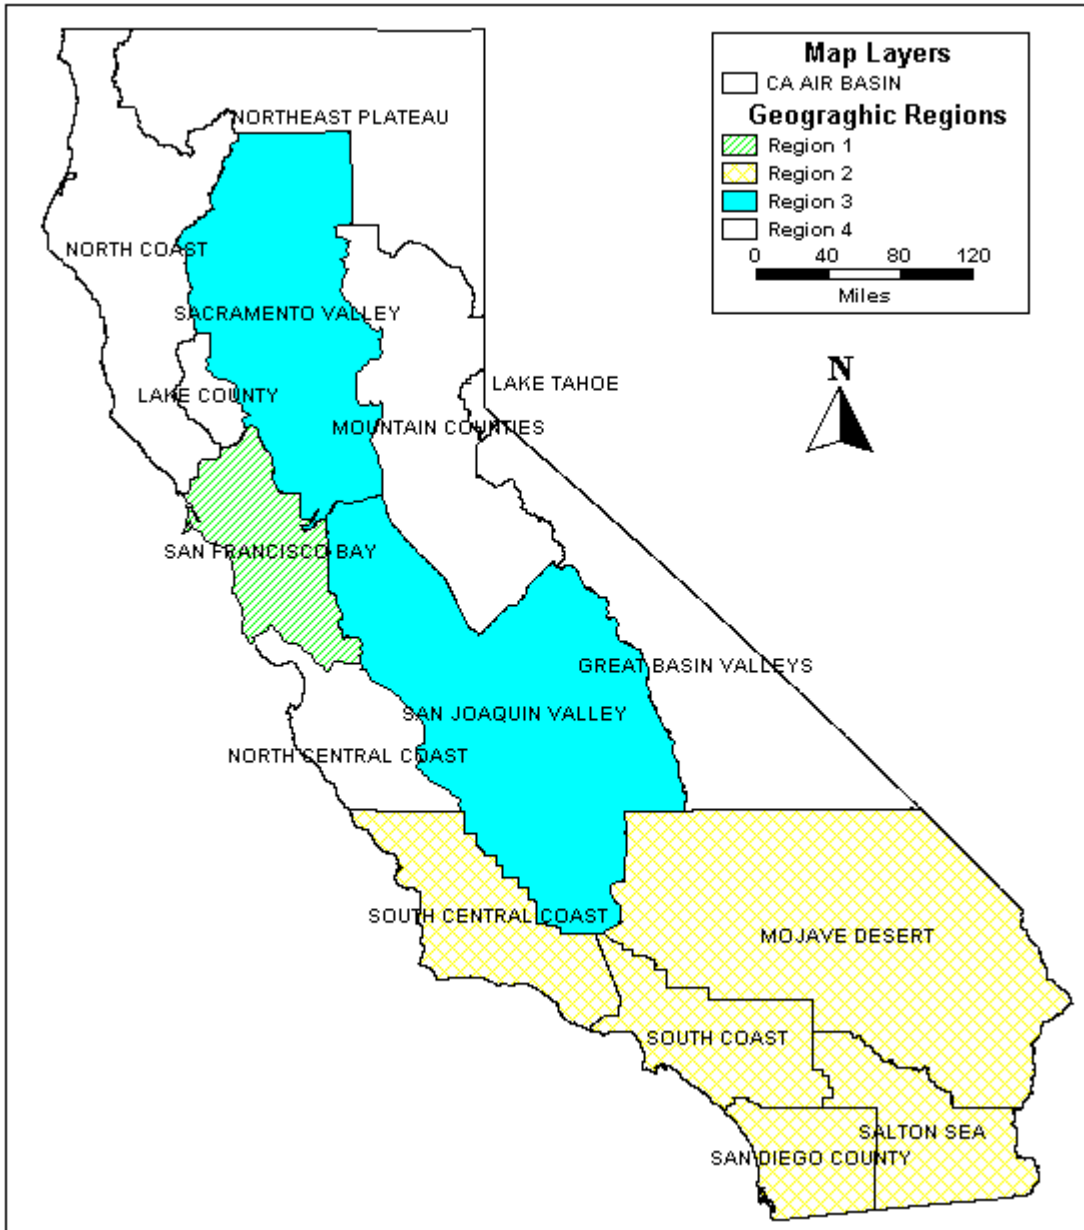 Map Layers
CA AIR BASIN
Geograghic Regions
Region 1
Region 2
Region 3
Region 4
0 40 80 120
Miles
N
NORTHEAST PLATEAU
NORTH COAST
SACRAMENTO VALLEY
LAKE COUNTY
LAKE TAHOE
MOUNTAIN COUNTIES
SAN FRANCISCO BAY
GREAT BASIN VALLEYS
SAN JOAQUIN VALLEY
NORTH CENTRAL COAST
SOUTH CENTRAL COAST
MOJAVE DESERT
SOUTH COAST
SALTON SEA
SAN DIEGO COUNTY